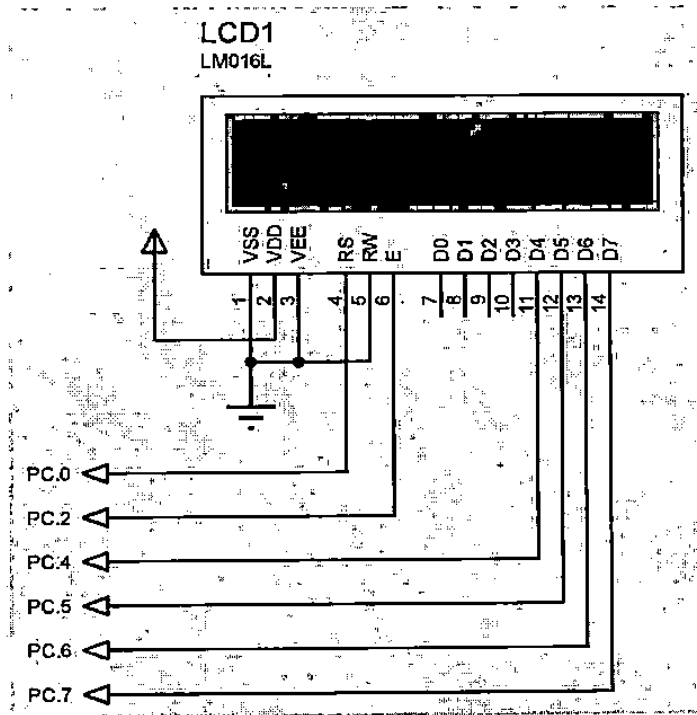 LCD1
LM016L
VSS VDD VEE RS RW E D0 D1 D2 D3 D4 D5 D6 D7
1 2 3 4 5 6 7 8 9 10 11 12 13 14
PC.0
PC.2
PC.4
PC.5
PC.6
PC.7